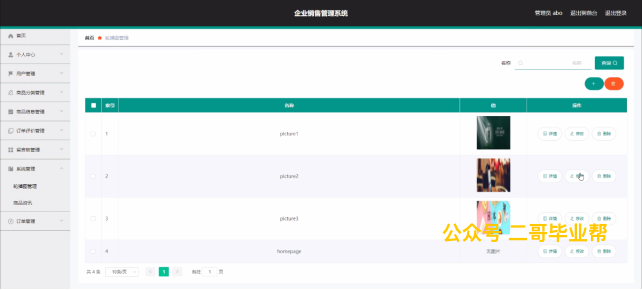 企业销售管理系统
管理员 abo 退出到前台 退出登录
首页
首页 轮播图管理
个人中心
用户管理
名称 名称 查询
商品分类管理
商品信息管理
索引 名称 值 操作
订单评价管理
1 picture1 详情 修改 删除
留言板管理
系统管理
2 picture2 详情 删除
轮播图管理
商品资讯
3 picture3 详情 修改 删除
订单管理
公众号 二哥毕业帮
4 homepage 无图片 详情 修改 删除
共 4 条 10条/页 1 前往 1 页